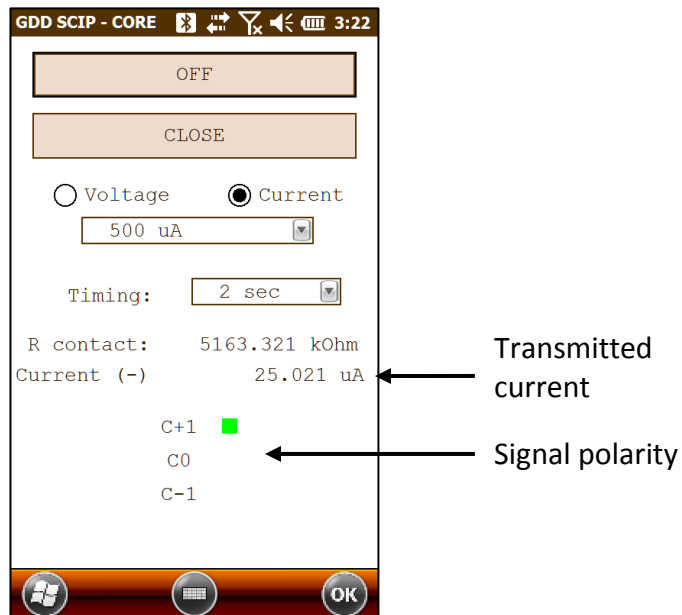 GDD SCIP - CORE 3:22
OFF
CLOSE
Voltage Current
500 uA
Timing: 2 sec
R contact: 5163.321 kOhm
Current (-) 25.021 uA
Transmitted
current
C+1
C0
Signal polarity
C-1
OK